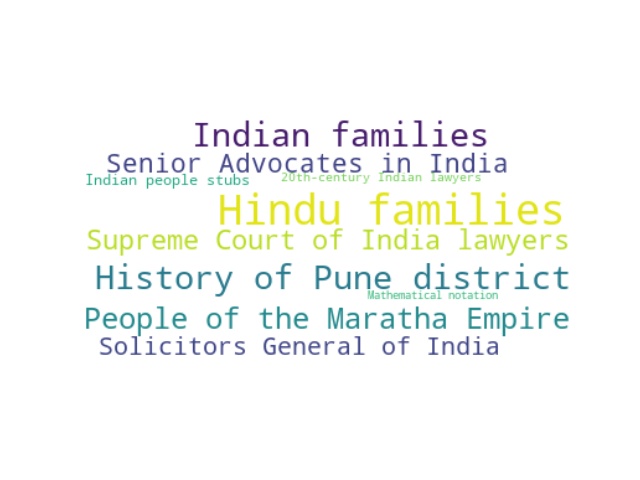 Indian families
Senior Advocates in India
Indian people stubs
20th-century Indian lawyers
Hindu families
Supreme Court of India lawyers
History of Pune district
Mathematical notation
People of the Maratha Empire
Solicitors General of India